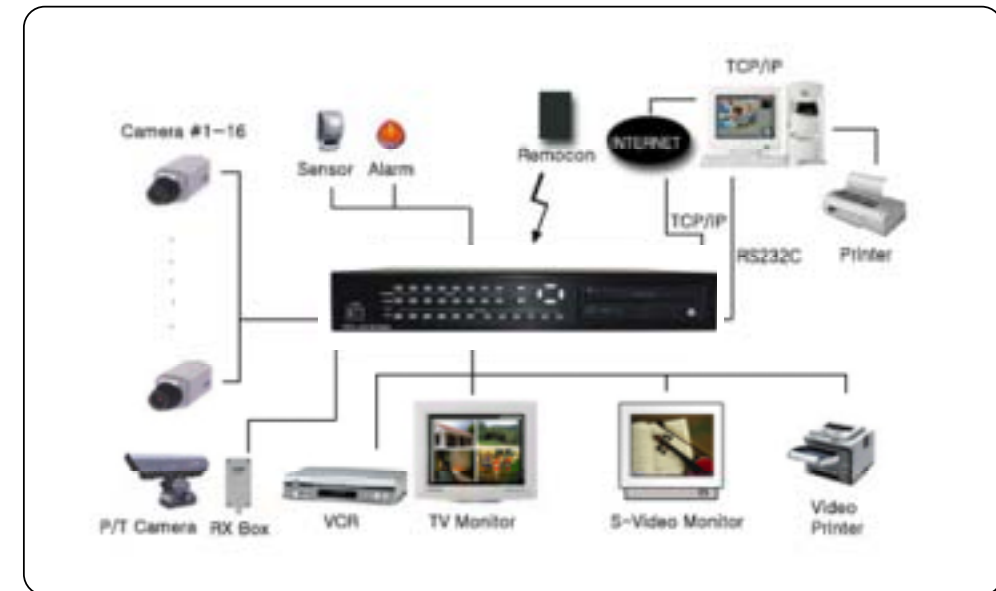 TCP/IP
Camera #1~16
INTERNET
Remocon
Sensor
Alarm
TCP/IP
RS232C
Printer
P/T Camera
RX Box
VCR
TV Monitor
S-Video Monitor
Video
Printer